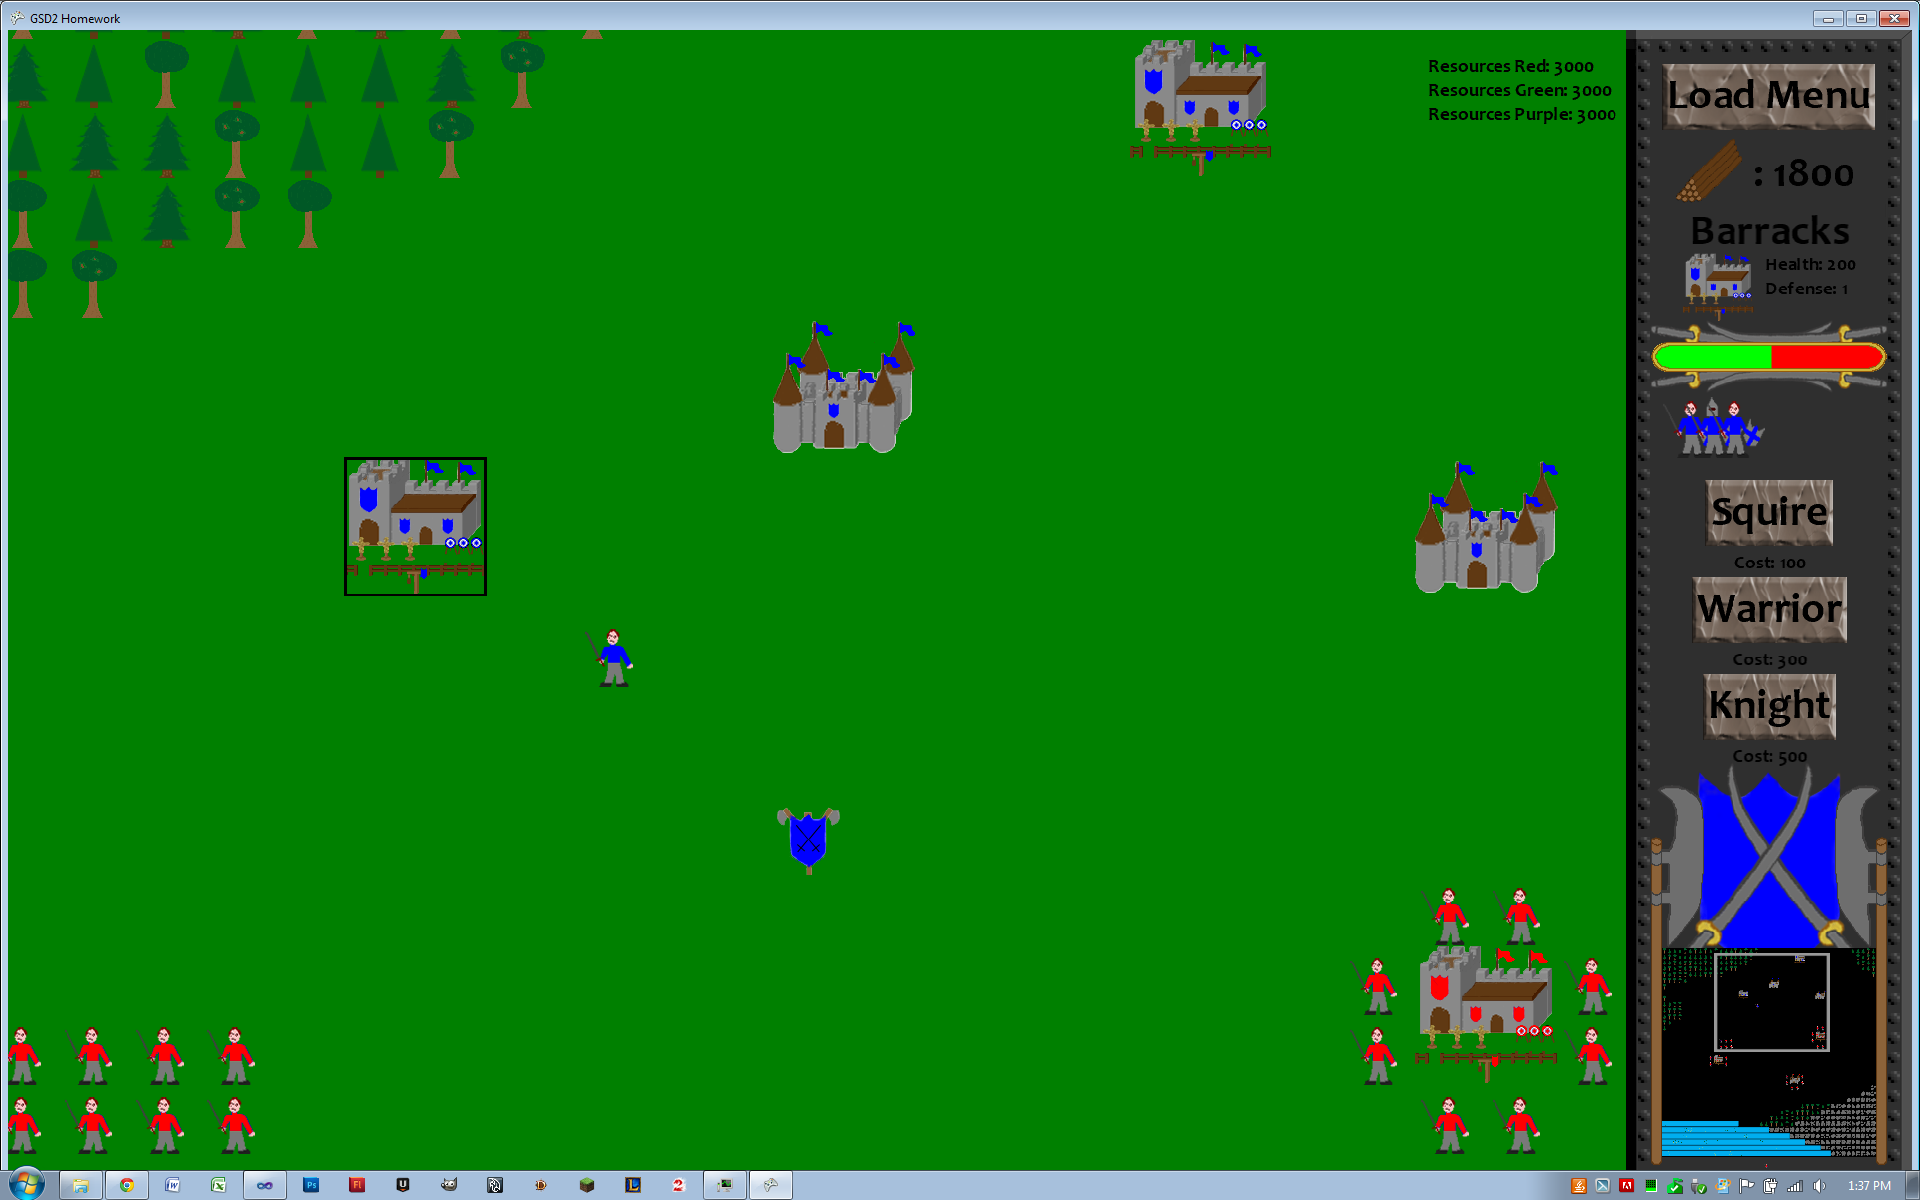 GSD2 Homework
Resources Red: 3000
Resources Green: 3000
Resources Purple: 3000
Load Menu
: 1800
Barracks
Health: 200
Defense: 1
Squire
Cost: 100
Warrior
Cost: 300
Knight
Cost: 500
1:37 PM